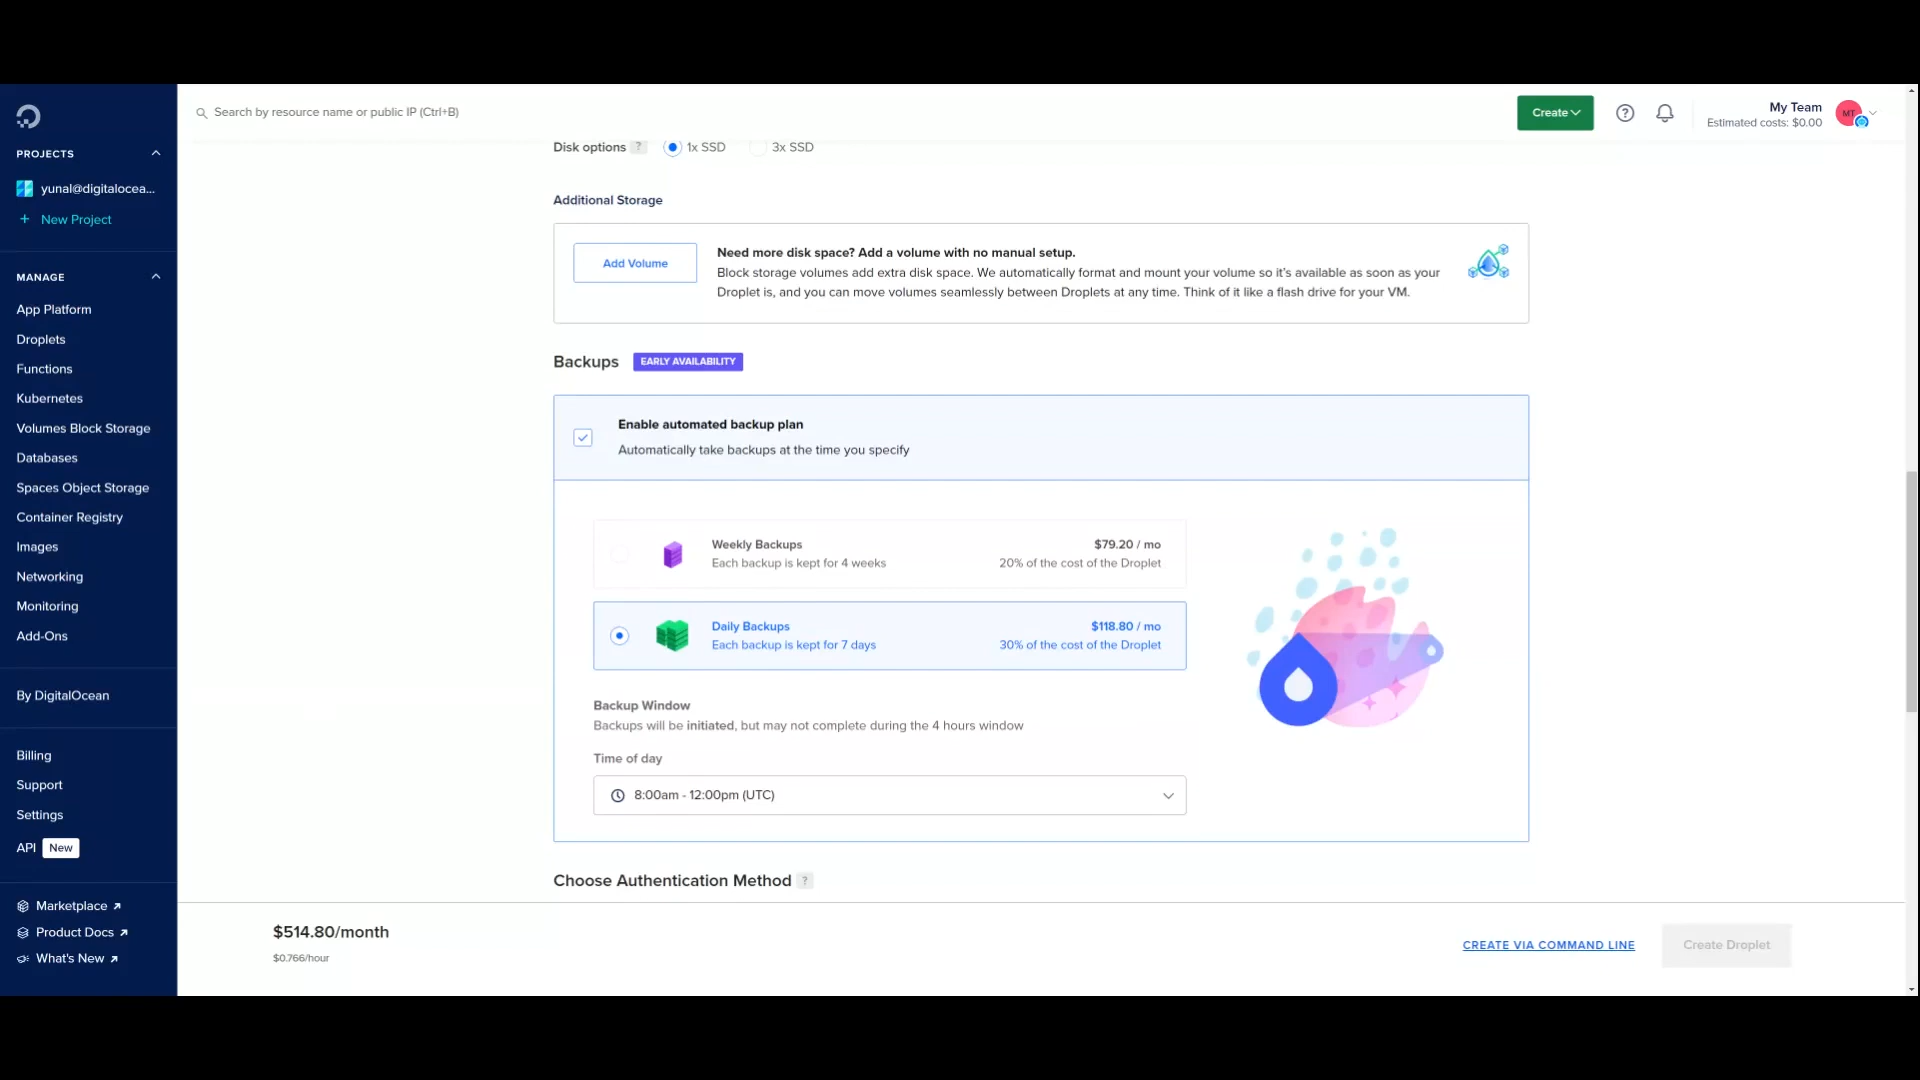 Search by resource name or public IP (Ctrl+B)
Create
?
My Team
Estimated costs: $0.00
MT
PROJECTS
yunal@digitalocea...
+ New Project
MANAGE
App Platform
Droplets
Functions
Kubernetes
Volumes Block Storage
Databases
Spaces Object Storage
Container Registry
Images
Networking
Monitoring
Add-Ons
By DigitalOcean
Billing
Support
Settings
API New
Marketplace ↗
Product Docs ↗
What's New ↗
Disk options ? 1x SSD 3x SSD
Additional Storage
Add Volume
Need more disk space? Add a volume with no manual setup.
Block storage volumes add extra disk space. We automatically format and mount your volume so it's available as soon as your
Droplet is, and you can move volumes seamlessly between Droplets at any time. Think of it like a flash drive for your VM.
Backups EARLY AVAILABILITY
Enable automated backup plan
Automatically take backups at the time you specify
Weekly Backups $79.20 / mo
Each backup is kept for 4 weeks 20% of the cost of the Droplet
Daily Backups $118.80 / mo
Each backup is kept for 7 days 30% of the cost of the Droplet
Backup Window
Backups will be initiated, but may not complete during the 4 hours window
Time of day
8:00am - 12:00pm (UTC)
Choose Authentication Method ?
$514.80/month
$0.766/hour
CREATE VIA COMMAND LINE
Create Droplet